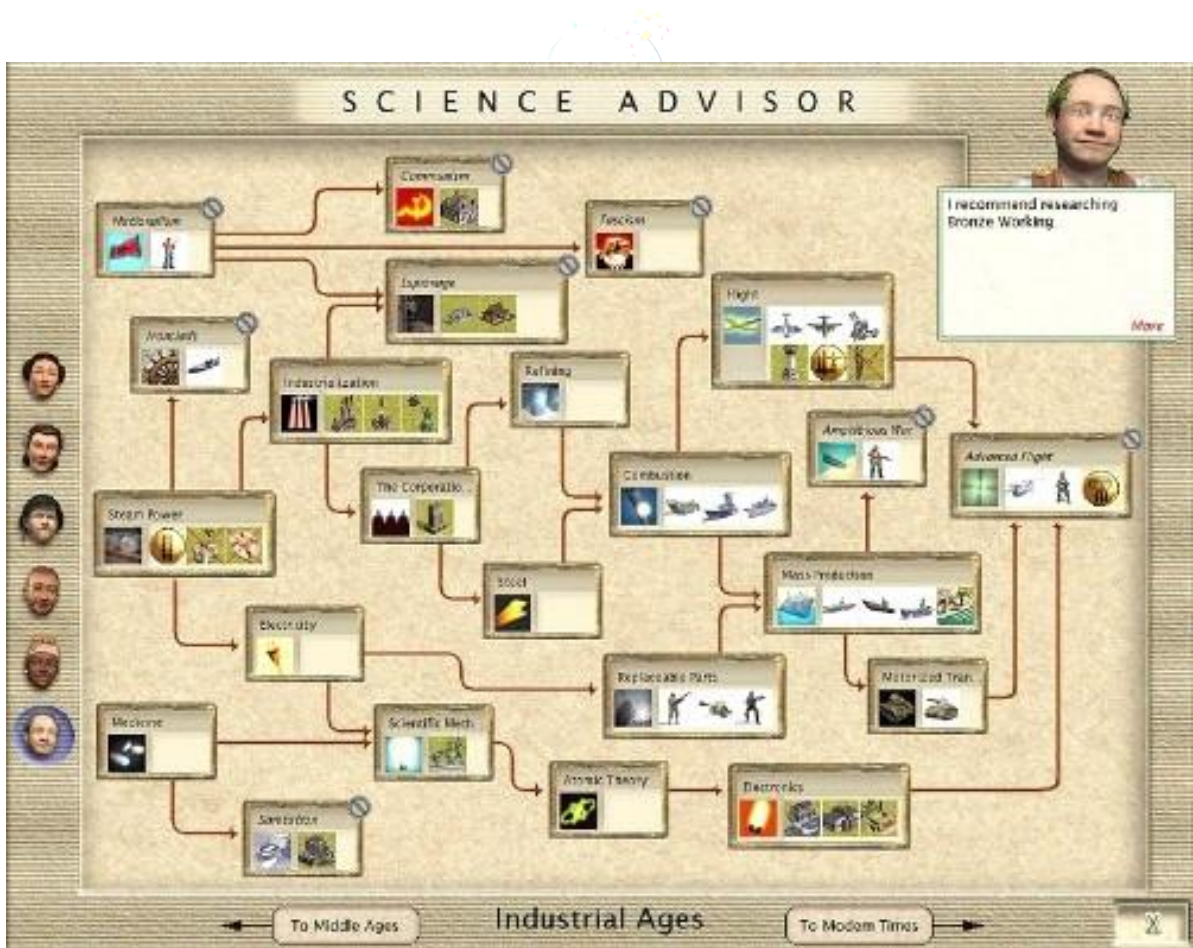 SCIENCE ADVISOR
Communism
Nationalism
Fascism
I recommend researching
Bronze Working
More
Espionage
Flight
Ironclads
Industrialization
Refining
Amphibious War
Advanced Flight
Combustion
The Corporatio...
Steam Power
Steel
Mass Production
Electricity
Replaceable Parts
Motorized Tran...
Medicine
Scientific Meth...
Atomic Theory
Electronics
Sanitation
To Middle Ages
Industrial Ages
To Modern Times
X